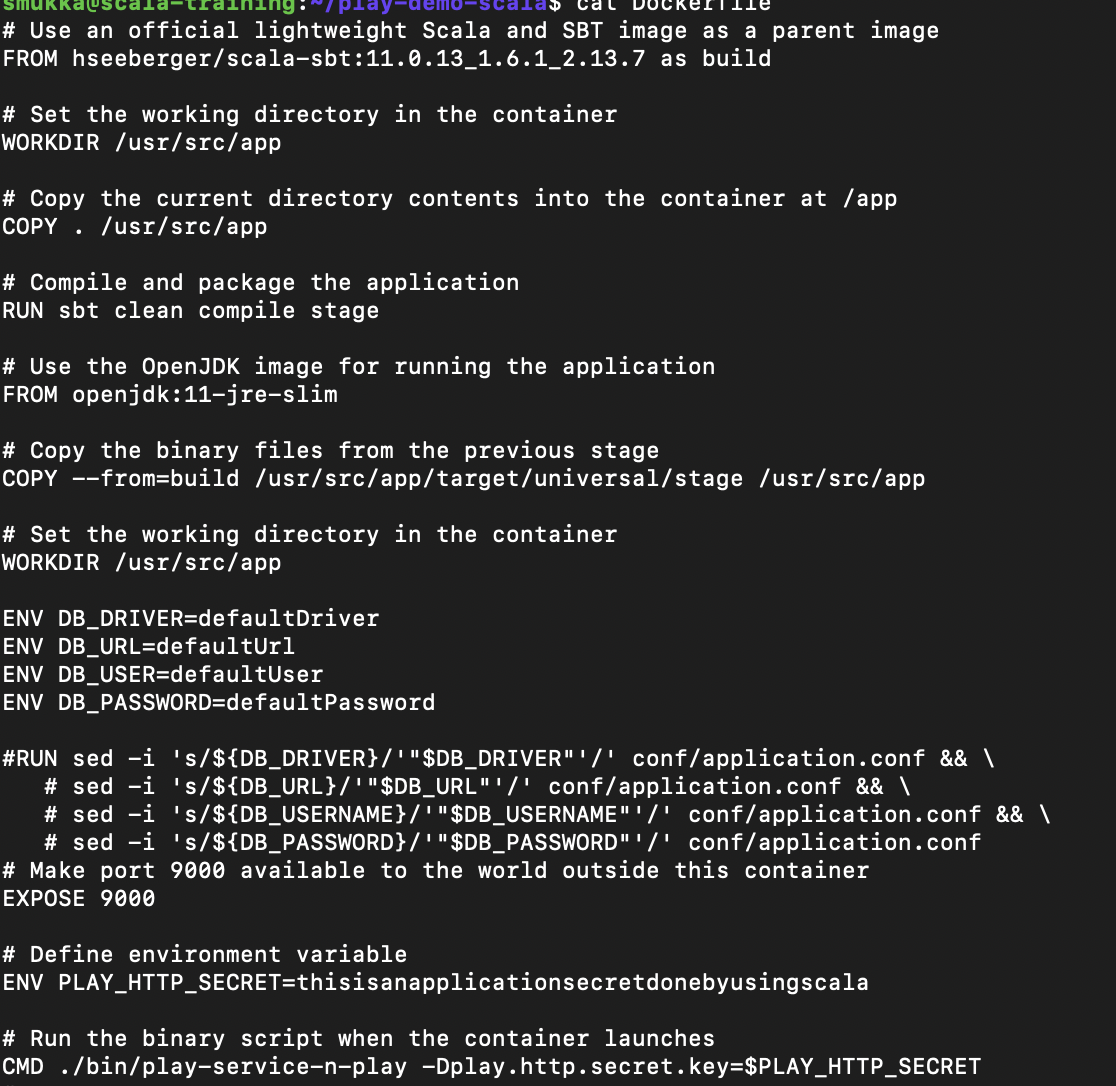 smukka@scala-training:~/play-demo-scala$ cat Dockerfile
# Use an official lightweight Scala and SBT image as a parent image
FROM hseeberger/scala-sbt:11.0.13_1.6.1_2.13.7 as build
# Set the working directory in the container
WORKDIR /usr/src/app
# Copy the current directory contents into the container at /app
COPY . /usr/src/app
# Compile and package the application
RUN sbt clean compile stage
# Use the OpenJDK image for running the application
FROM openjdk:11-jre-slim
# Copy the binary files from the previous stage
COPY --from=build /usr/src/app/target/universal/stage /usr/src/app
# Set the working directory in the container
WORKDIR /usr/src/app
ENV DB_DRIVER=defaultDriver
ENV DB_URL=defaultUrl
ENV DB_USER=defaultUser
ENV DB_PASSWORD=defaultPassword
#RUN sed -i 's/${DB_DRIVER}/'"$DB_DRIVER"'/' conf/application.conf && \
   # sed -i 's/${DB_URL}/'"$DB_URL"'/' conf/application.conf && \
   # sed -i 's/${DB_USERNAME}/'"$DB_USERNAME"'/' conf/application.conf && \
   # sed -i 's/${DB_PASSWORD}/'"$DB_PASSWORD"'/' conf/application.conf
# Make port 9000 available to the world outside this container
EXPOSE 9000
# Define environment variable
ENV PLAY_HTTP_SECRET=thisisanapplicationsecretdonebyusingscala
# Run the binary script when the container launches
CMD ./bin/play-service-n-play -Dplay.http.secret.key=$PLAY_HTTP_SECRET